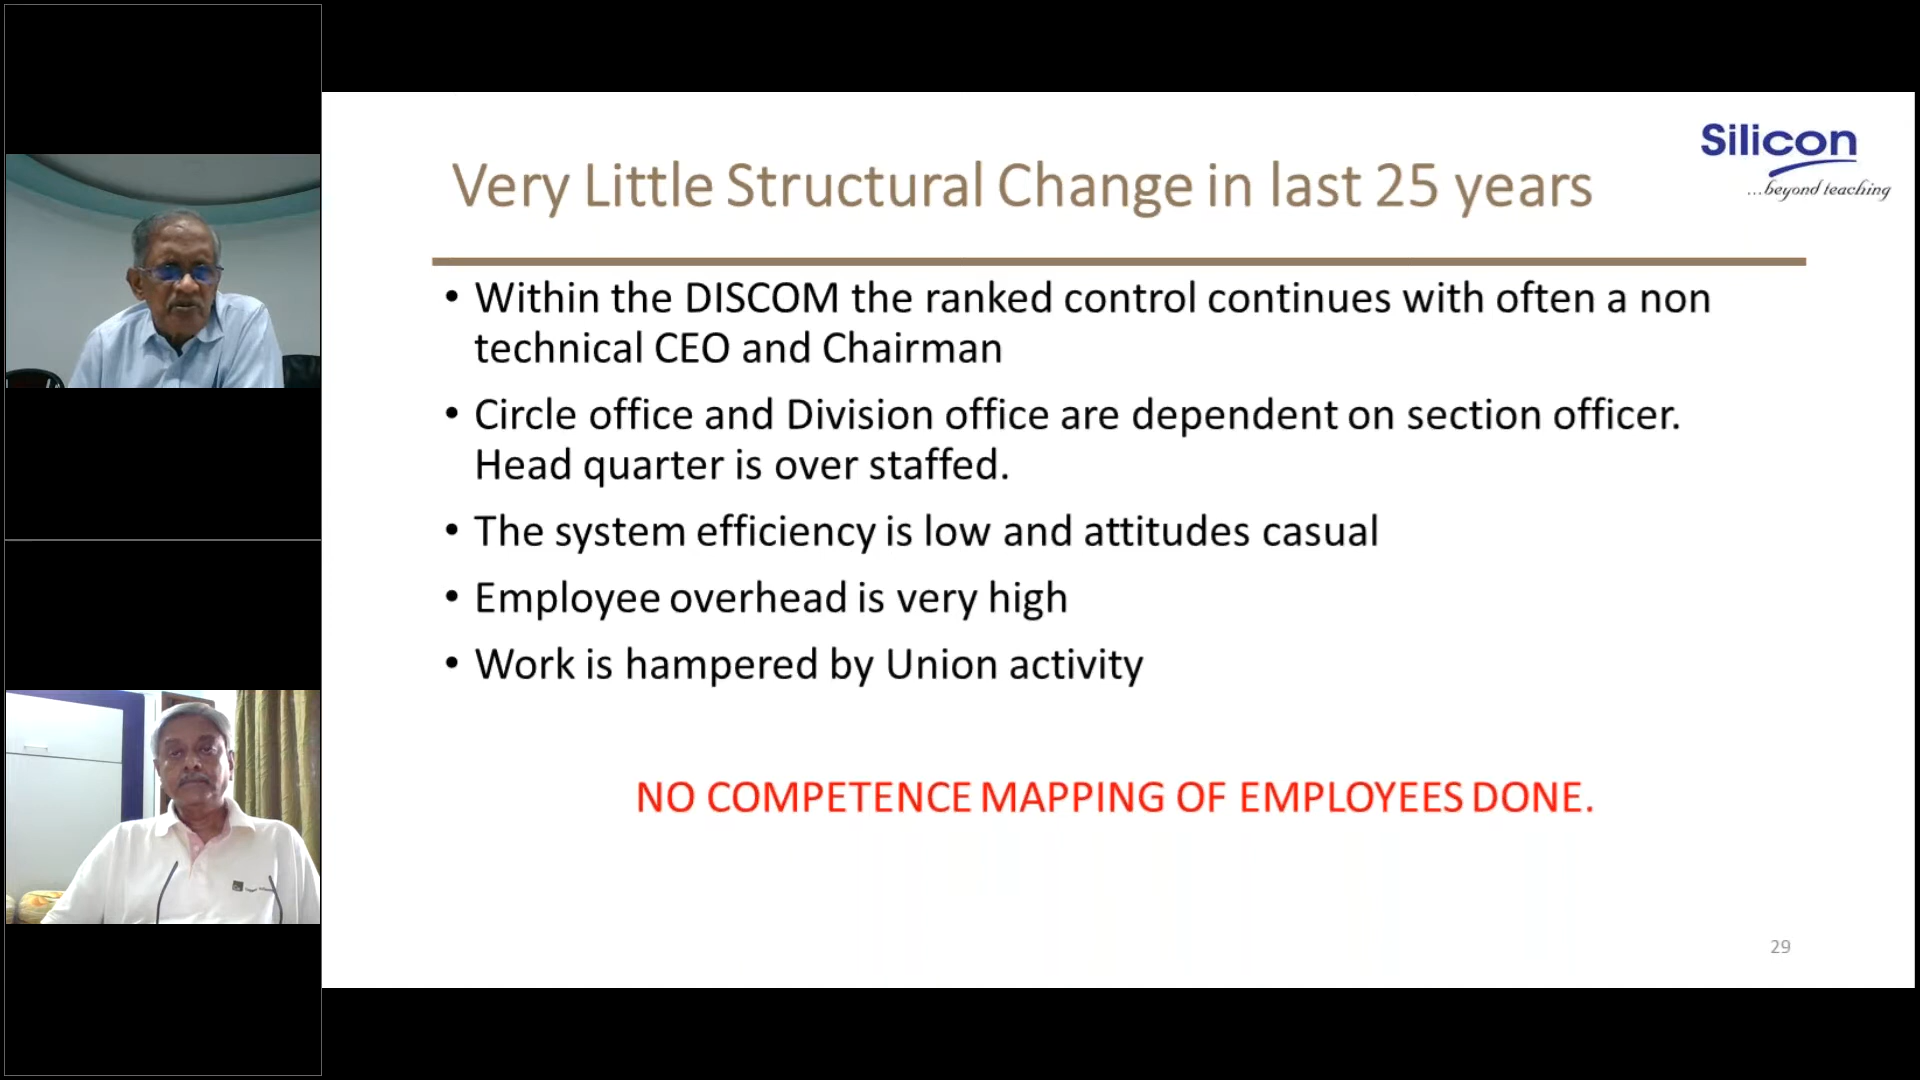 Silicon
...beyond teaching
Very Little Structural Change in last 25 years
• Within the DISCOM the ranked control continues with often a non
technical CEO and Chairman
• Circle office and Division office are dependent on section officer.
Head quarter is over staffed.
• The system efficiency is low and attitudes casual
• Employee overhead is very high
• Work is hampered by Union activity
NO COMPETENCE MAPPING OF EMPLOYEES DONE.
29